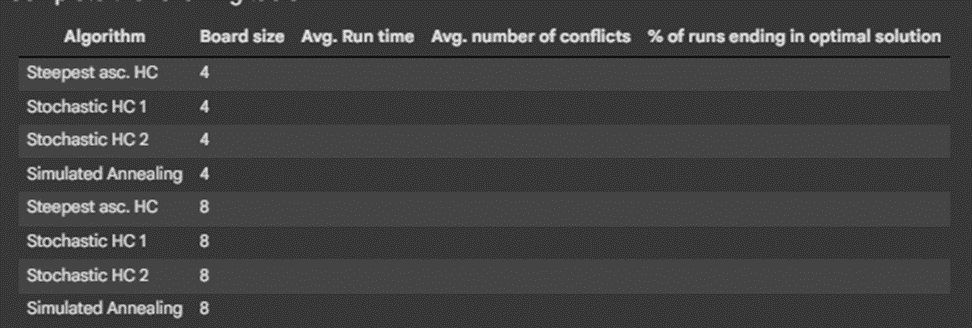 Algorithm Board size Avg. Run time Avg. number of conflicts % of runs ending in optimal solution
Steepest asc. HC 4
Stochastic HC 1 4
Stochastic HC 2 4
Simulated Annealing 4
Steepest asc. HC 8
Stochastic HC 1 8
Stochastic HC 2 8
Simulated Annealing 8